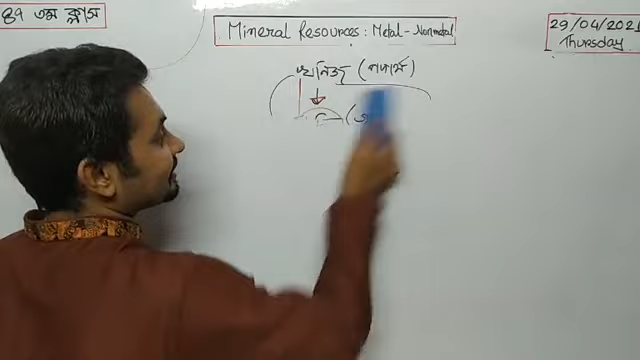 ৪৭ তম ক্লাস
Mineral Resources: Metal-Nonmetal
29/04/2021
Thursday
খনিজ (পদার্থ)